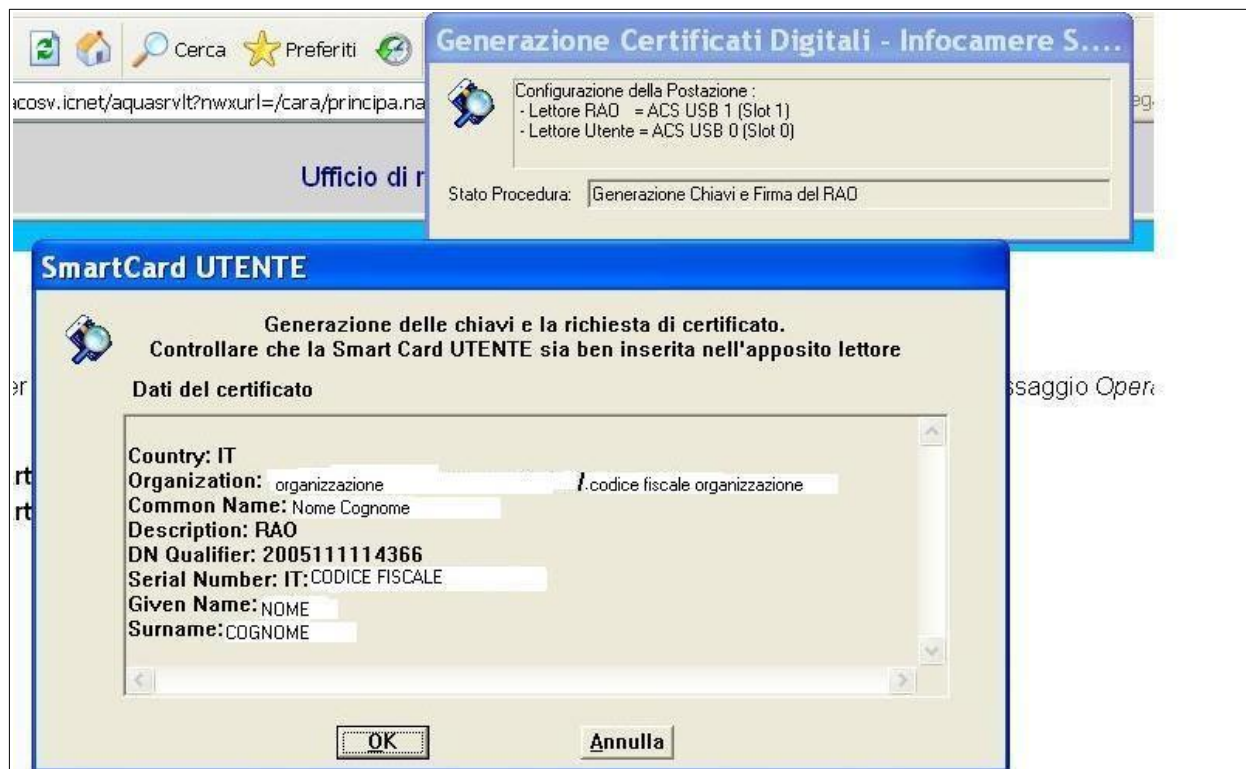 Cerca Preferiti
Generazione Certificati Digitali - Infocamere S....
Configurazione della Postazione :
- Lettore RAO = ACS USB 1 (Slot 1)
- Lettore Utente = ACS USB 0 (Slot 0)
acosv.icnet/aquasrvlt?nwxurl=/cara/principa.na
Ufficio di r
Stato Procedura: Generazione Chiavi e Firma del RAO
SmartCard UTENTE
Generazione delle chiavi e la richiesta di certificato.
Controllare che la Smart Card UTENTE sia ben inserita nell'apposito lettore
er
ssaggio Opera
Dati del certificato
rt
rt
Country: IT
Organization: organizzazione /.codice fiscale organizzazione
Common Name: Nome Cognome
Description: RAO
DN Qualifier: 2005111114366
Serial Number: IT:CODICE FISCALE
Given Name: NOME
Surname: COGNOME
OK Annulla